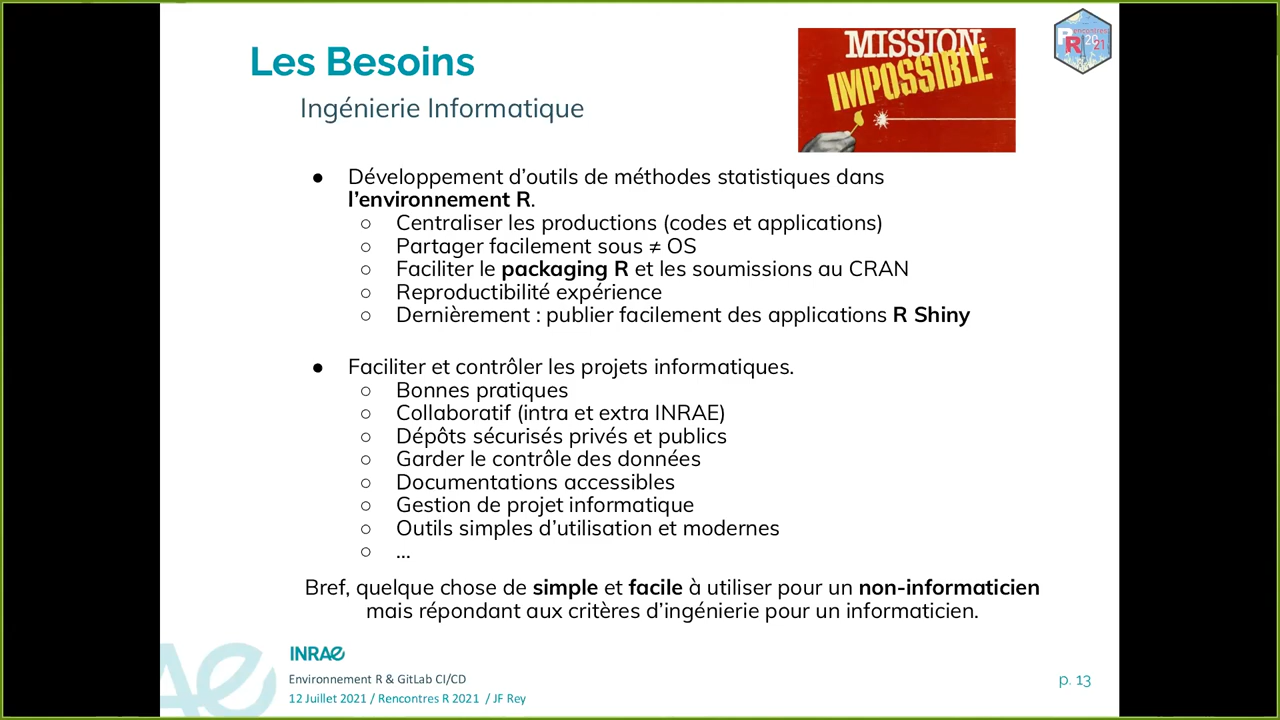 Les Besoins
MISSION:
IMPOSSIBLE
Rencontres
R
R
20
21
Ingénierie Informatique
● Développement d’outils de méthodes statistiques dans
l’environnement R.
○ Centraliser les productions (codes et applications)
○ Partager facilement sous ≠ OS
○ Faciliter le packaging R et les soumissions au CRAN
○ Reproductibilité expérience
○ Dernièrement : publier facilement des applications R Shiny
● Faciliter et contrôler les projets informatiques.
○ Bonnes pratiques
○ Collaboratif (intra et extra INRAE)
○ Dépôts sécurisés privés et publics
○ Garder le contrôle des données
○ Documentations accessibles
○ Gestion de projet informatique
○ Outils simples d’utilisation et modernes
○ ...
Bref, quelque chose de simple et facile à utiliser pour un non-informaticien
mais répondant aux critères d’ingénierie pour un informaticien.
INRAE
Environnement R & GitLab CI/CD
12 Juillet 2021 / Rencontres R 2021 / JF Rey
p. 13